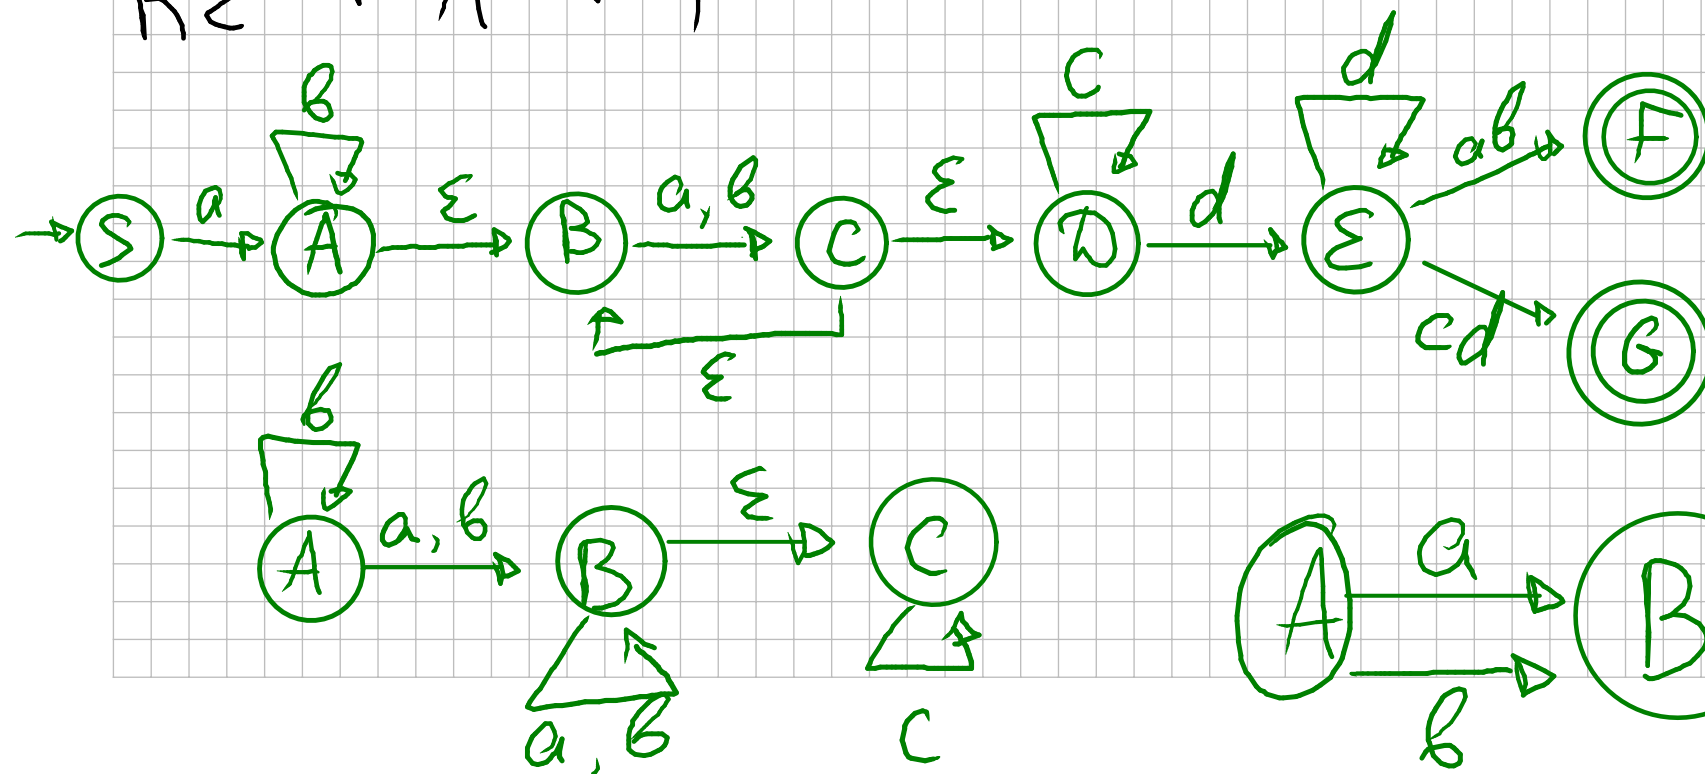 b c d
a ε a, b ε d ab
S A B C D Ɛ F
ε cd G
b
a, b ε a
A B C A B
a, b c b